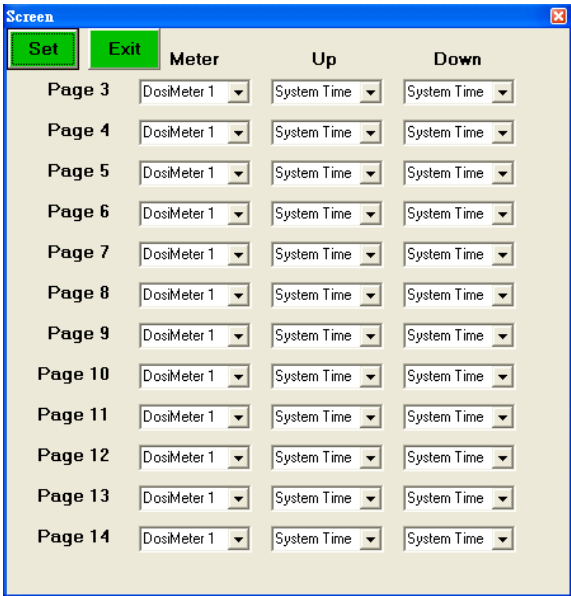 Screen
Set Exit Meter Up Down
Page 3 DosiMeter 1 System Time System Time
Page 4 DosiMeter 1 System Time System Time
Page 5 DosiMeter 1 System Time System Time
Page 6 DosiMeter 1 System Time System Time
Page 7 DosiMeter 1 System Time System Time
Page 8 DosiMeter 1 System Time System Time
Page 9 DosiMeter 1 System Time System Time
Page 10 DosiMeter 1 System Time System Time
Page 11 DosiMeter 1 System Time System Time
Page 12 DosiMeter 1 System Time System Time
Page 13 DosiMeter 1 System Time System Time
Page 14 DosiMeter 1 System Time System Time